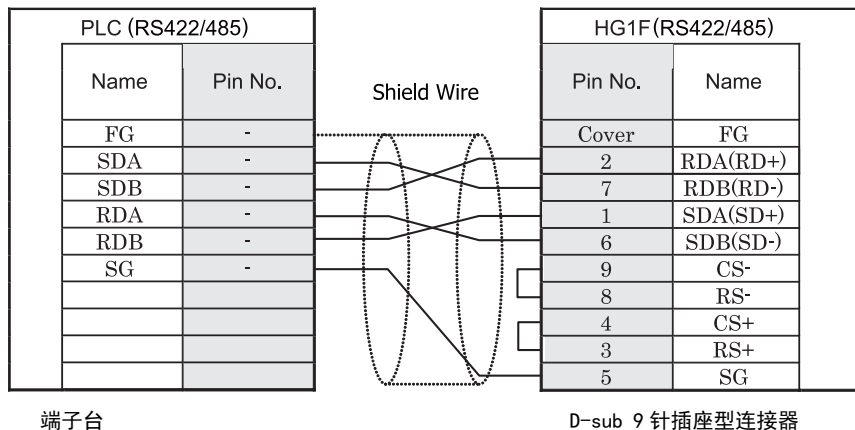 PLC (RS422/485) HG1F(RS422/485)
Name Pin No. Shield Wire Pin No. Name
FG - Cover FG
SDA - 2 RDA(RD+)
SDB - 7 RDB(RD-)
RDA - 1 SDA(SD+)
RDB - 6 SDB(SD-)
SG - 9 CS-
8 RS-
4 CS+
3 RS+
5 SG
端子台 D-sub 9 针插座型连接器